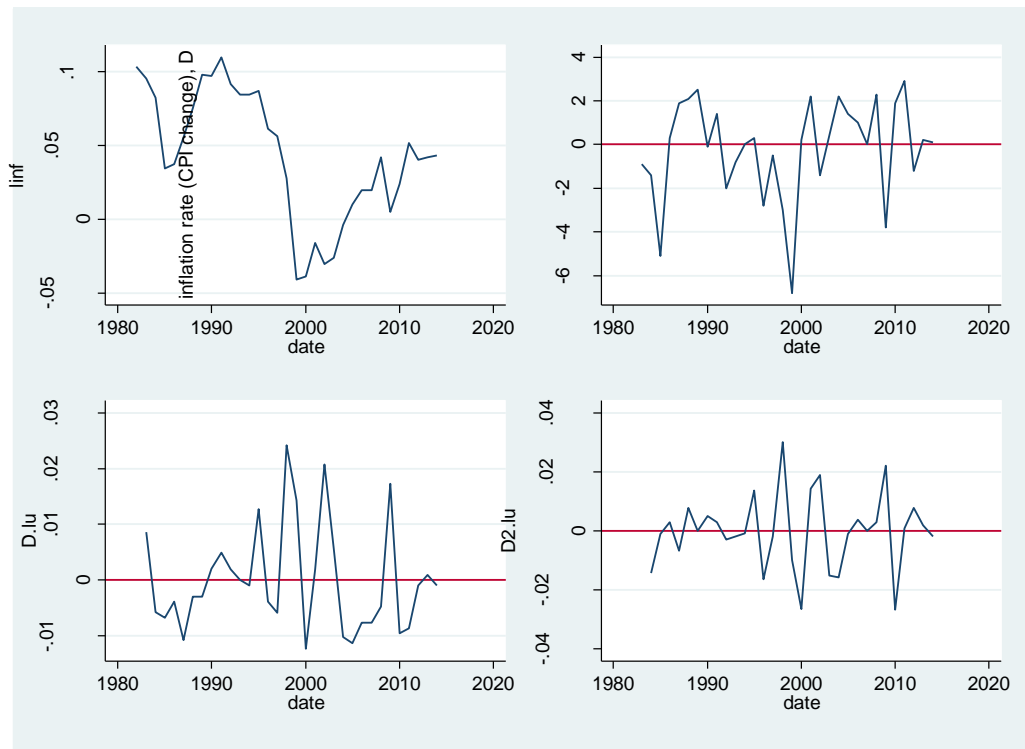 linf
.1
.05
0
-.05
1980 1990 2000 2010 2020
date
inflation rate (CPI change), D
4
2
0
-2
-4
-6
1980 1990 2000 2010 2020
date
D.lu
.03
.02
.01
0
-.01
1980 1990 2000 2010 2020
date
D2.lu
.04
.02
0
-.02
-.04
1980 1990 2000 2010 2020
date